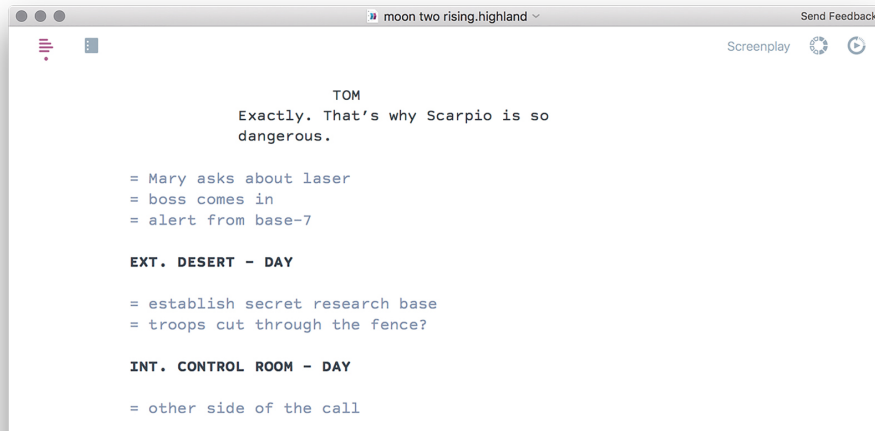 moon two rising.highland
Send Feedback
Screenplay
TOM
Exactly. That's why Scarpio is so
dangerous.
= Mary asks about laser
= boss comes in
= alert from base-7
EXT. DESERT - DAY
= establish secret research base
= troops cut through the fence?
INT. CONTROL ROOM - DAY
= other side of the call